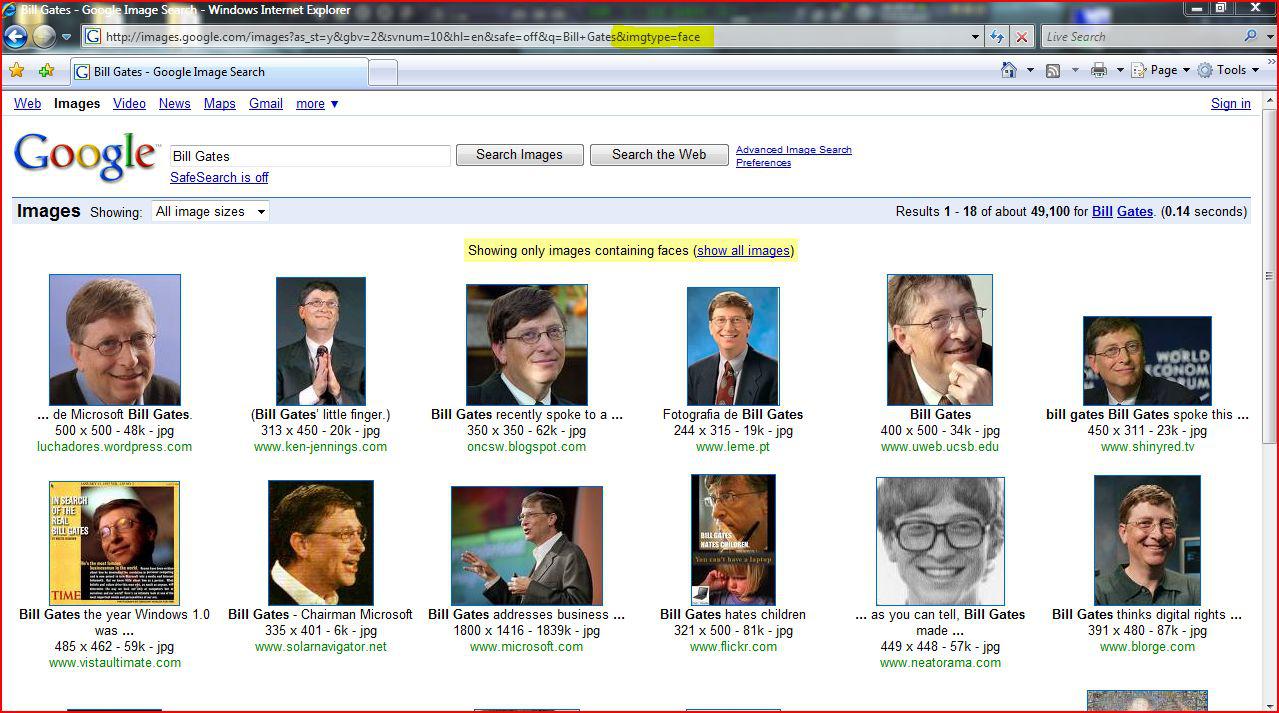 Bill Gates - Google Image Search - Windows Internet Explorer
http://images.google.com/images?as_st=y&gbv=2&svnum=10&hl=en&safe=off&q=Bill+Gates&imgtype=face
Live Search
Bill Gates - Google Image Search
Page
Tools
Web Images Video News Maps Gmail more ▼
Sign in
Google™
Bill Gates
Search Images
Search the Web
Advanced Image Search
Preferences
SafeSearch is off
Images Showing: All image sizes
Results 1 - 18 of about 49,100 for Bill Gates. (0.14 seconds)
Showing only images containing faces (show all images)
WORLD
ECONOMIC
FORUM
... de Microsoft Bill Gates.
500 x 500 - 48k - jpg
luchadores.wordpress.com
(Bill Gates' little finger.)
313 x 450 - 20k - jpg
www.ken-jennings.com
Bill Gates recently spoke to a ...
350 x 350 - 62k - jpg
oncsw.blogspot.com
Fotografia de Bill Gates
244 x 315 - 19k - jpg
www.leme.pt
Bill Gates
400 x 500 - 34k - jpg
www.uweb.ucsb.edu
bill gates Bill Gates spoke this ...
450 x 311 - 23k - jpg
www.shinyred.tv
IN SEARCH
OF THE
REAL
BILL GATES
TIME
BILL GATES
HATES CHILDREN.
You can't have a laptop
Bill Gates the year Windows 1.0
was ...
485 x 462 - 59k - jpg
www.vistaultimate.com
Bill Gates - Chairman Microsoft
335 x 401 - 6k - jpg
www.solarnavigator.net
Bill Gates addresses business ...
1800 x 1416 - 1839k - jpg
www.microsoft.com
Bill Gates hates children
321 x 500 - 81k - jpg
www.flickr.com
... as you can tell, Bill Gates
made ...
449 x 448 - 57k - jpg
www.neatorama.com
Bill Gates thinks digital rights ...
391 x 480 - 87k - jpg
www.blorge.com